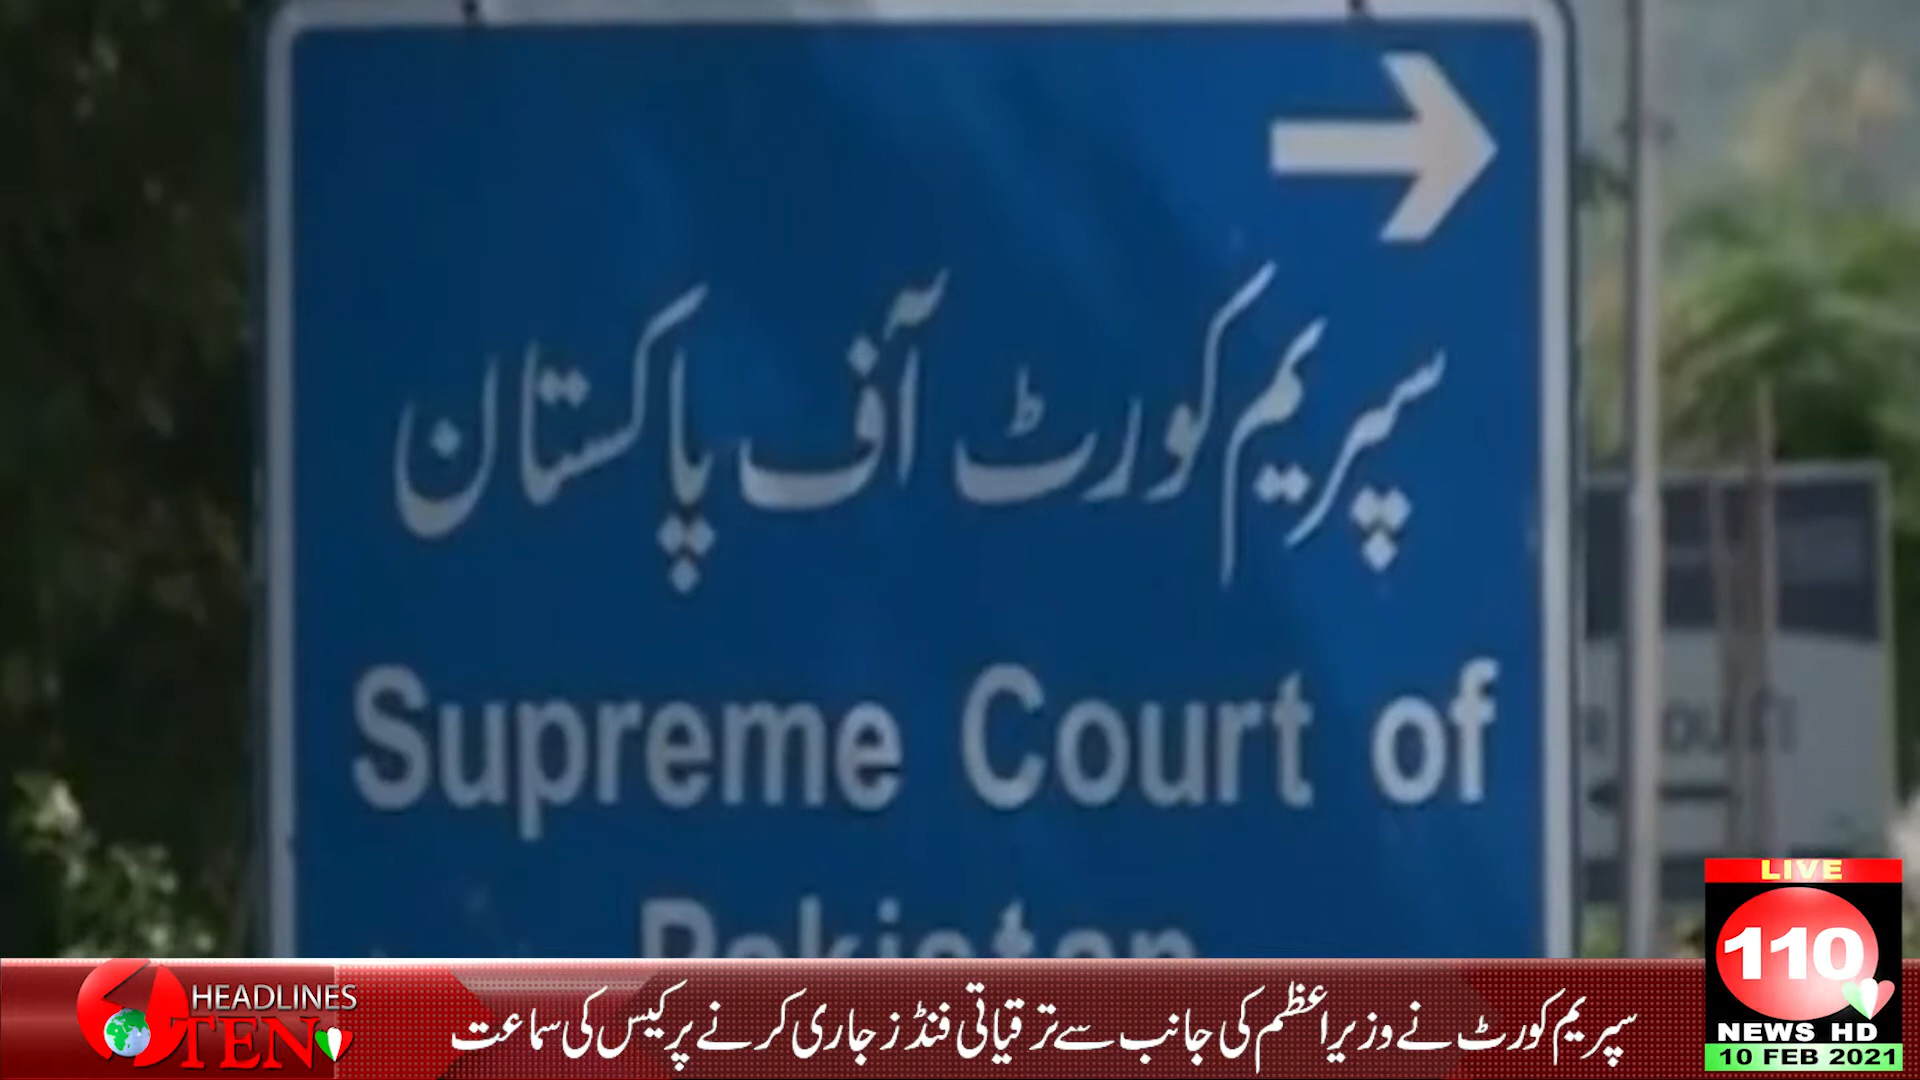 سپریم کورٹ آف پاکستان
Supreme Court of
Pakistan
LIVE
110
NEWS HD
10 FEB 2021
HEADLINES
TEN
سپریم کورٹ نے وزیراعظم کی جانب سے ترقیاتی فنڈز جاری کرنے پر کیس کی سماعت